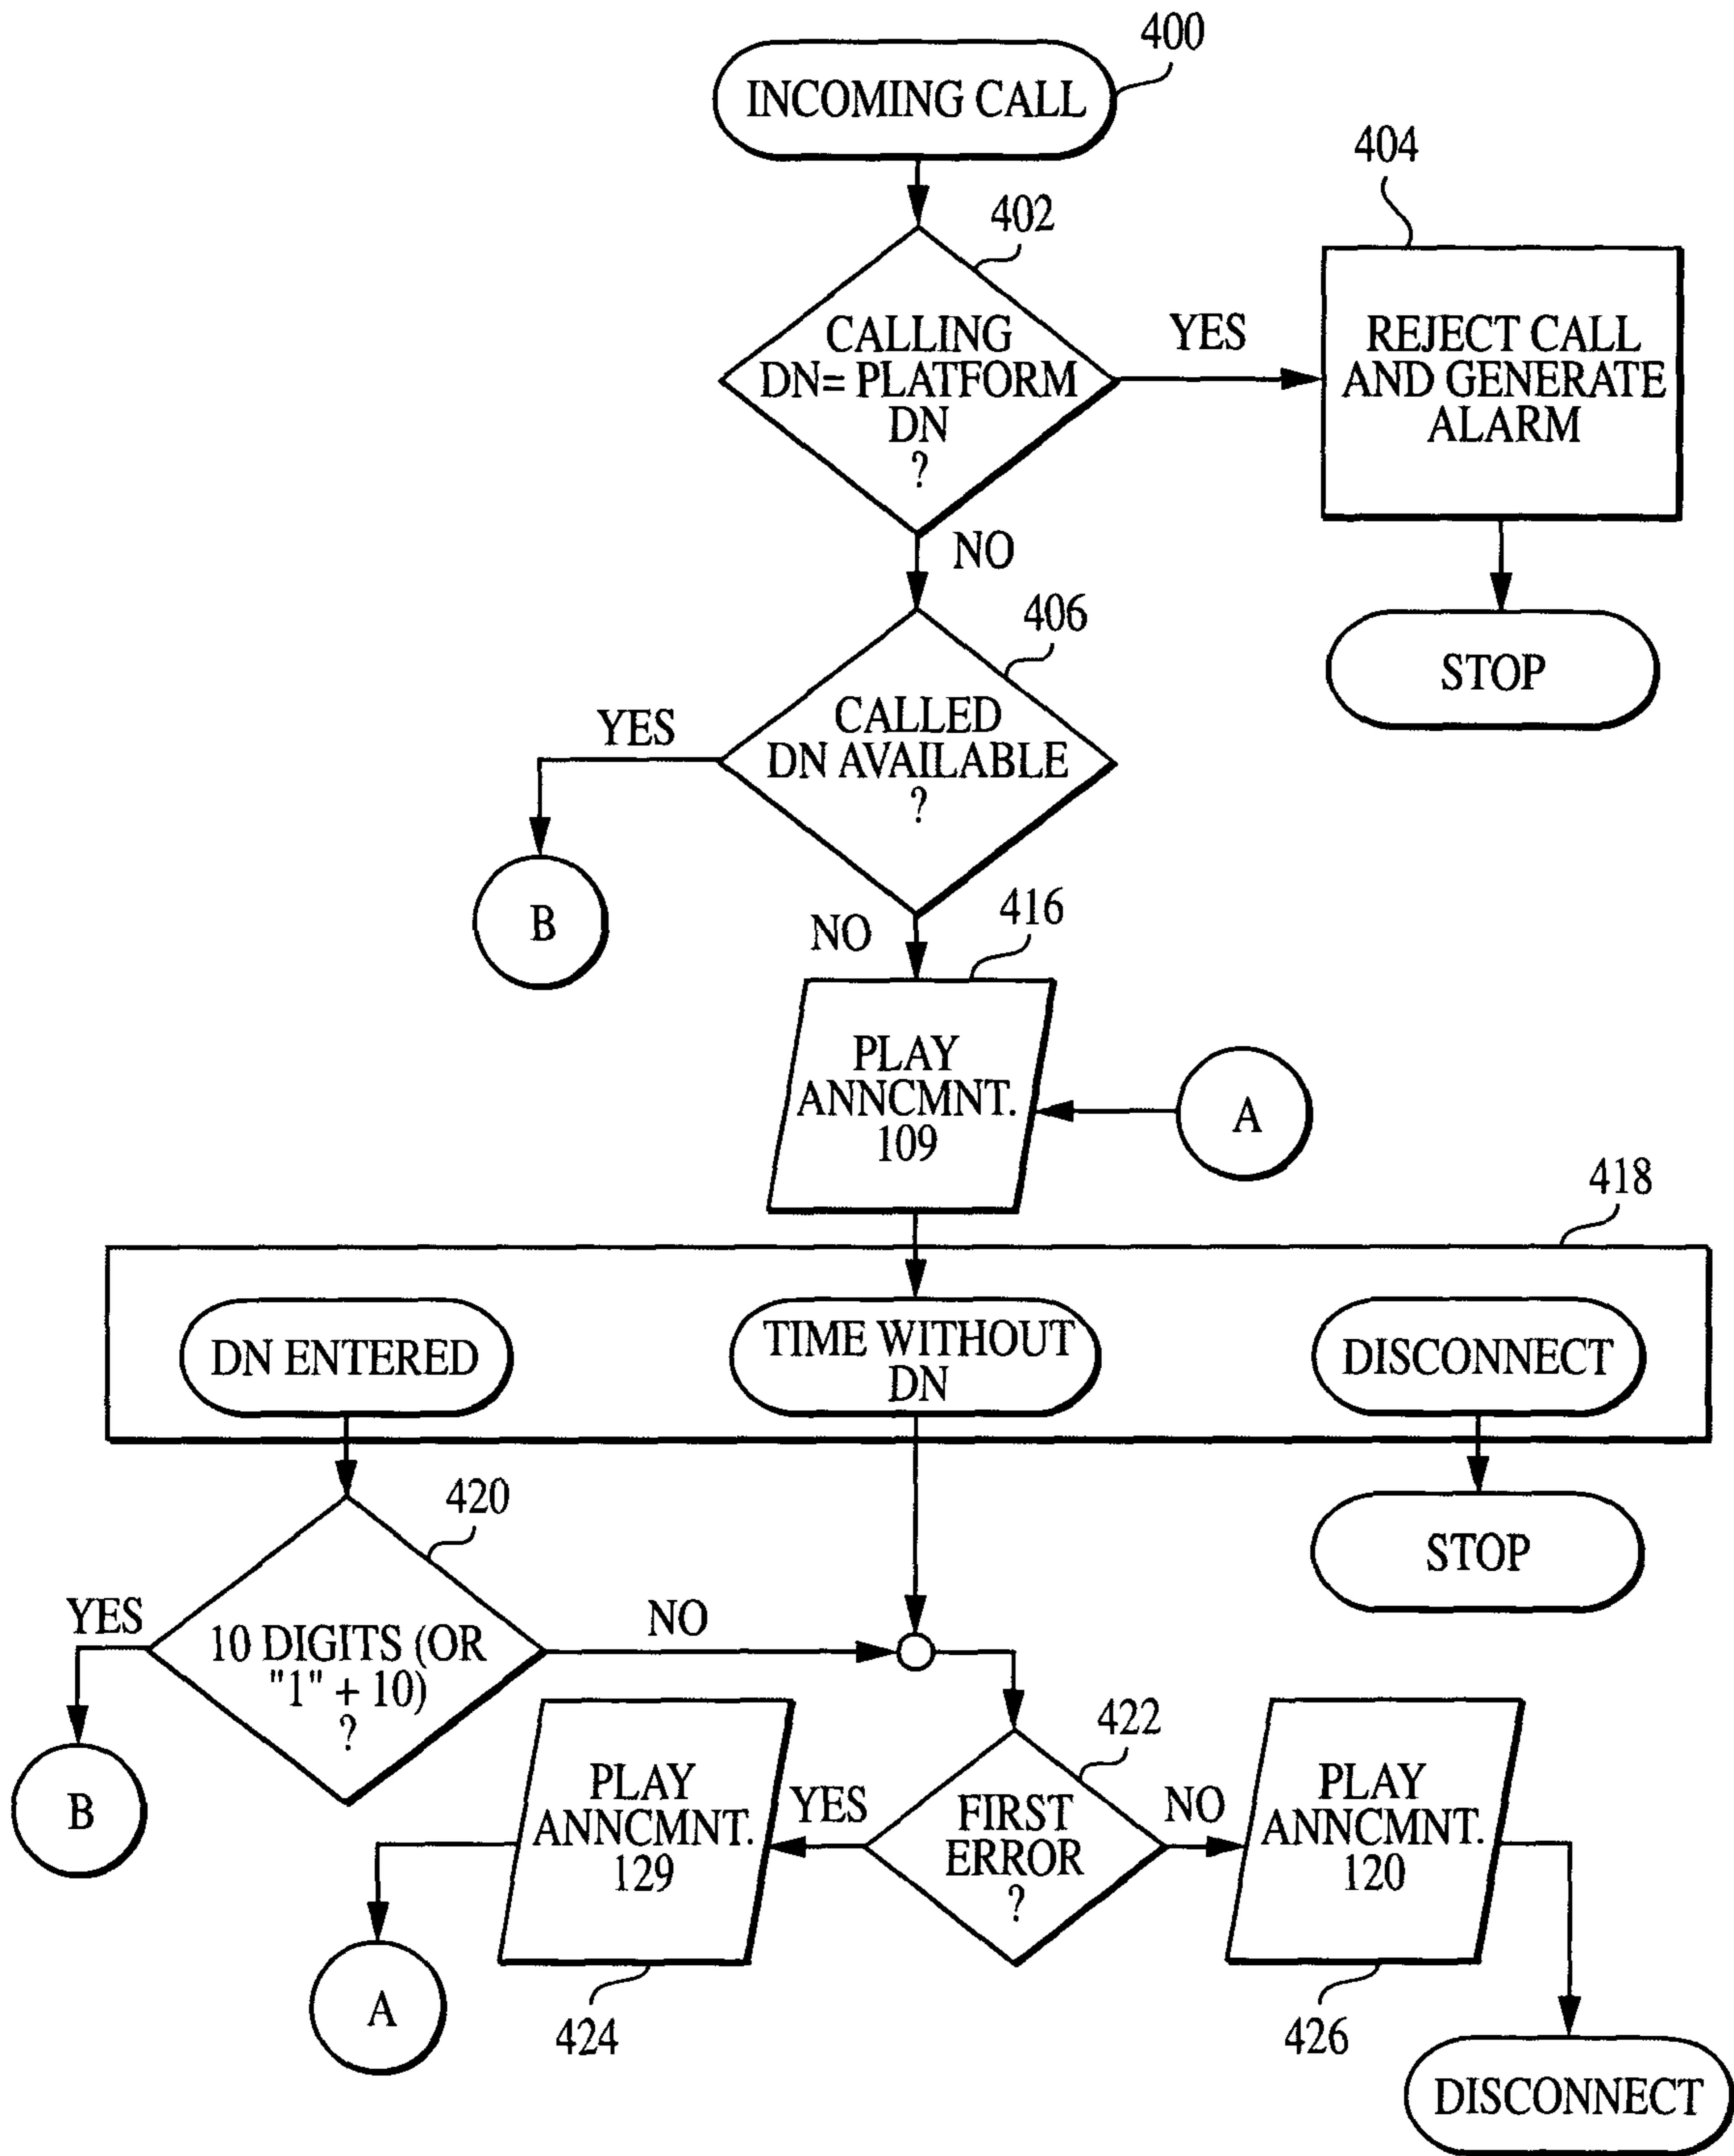 400
INCOMING CALL
404
402
CALLING
DN= PLATFORM
DN
?
YES
REJECT CALL
AND GENERATE
ALARM
NO
406
STOP
CALLED
DN AVAILABLE
?
YES
B
NO
416
PLAY
ANNCMNT.
109
A
418
DN ENTERED
TIME WITHOUT
DN
DISCONNECT
420
STOP
YES
10 DIGITS (OR
"1" + 10)
?
NO
B
422
PLAY
ANNCMNT.
129
YES
FIRST
ERROR
?
NO
PLAY
ANNCMNT.
120
A
424
426
DISCONNECT